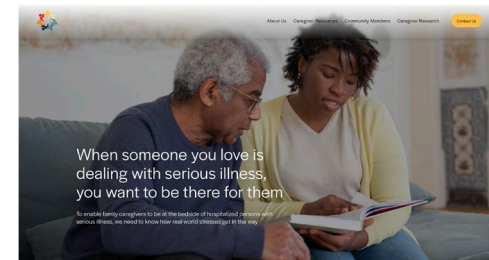 About Us Caregiver Resources Community Members Caregiver Research Contact Us
When someone you love is
dealing with serious illness,
you want to be there for them
To enable family caregivers to be at the bedside of hospitalized persons with
serious illness, we need to know how real-world stresses get in the way